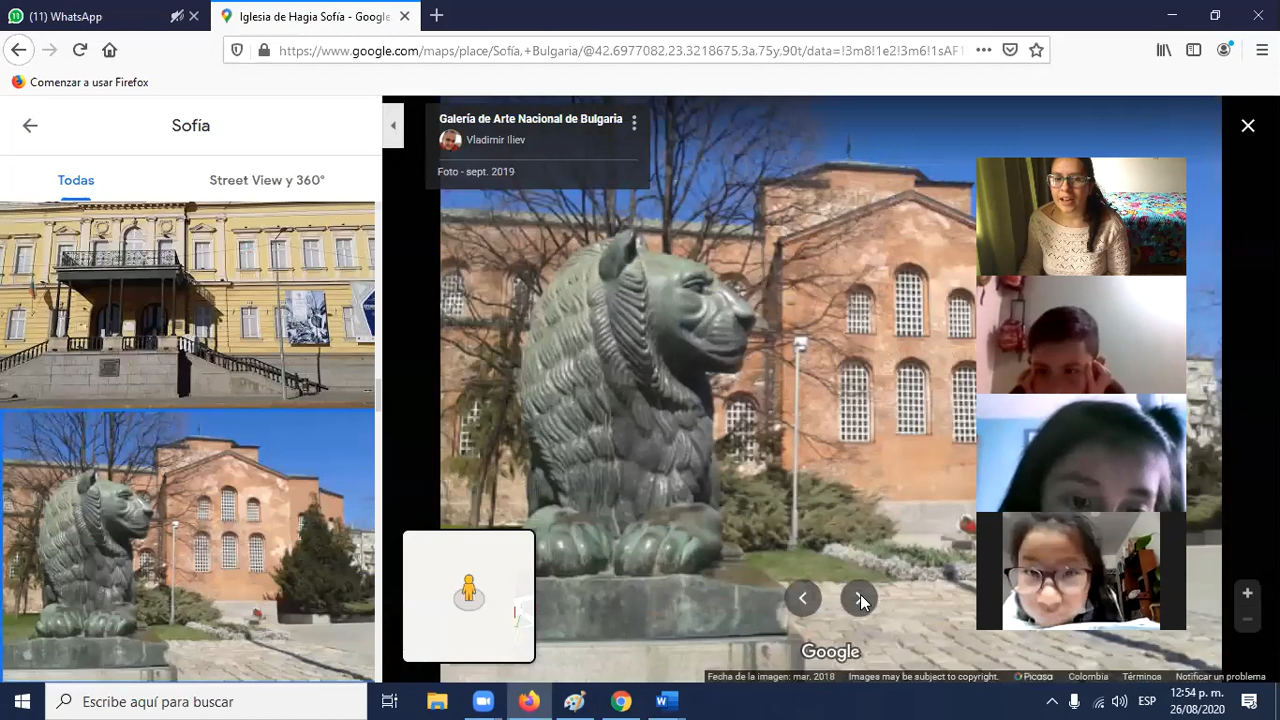 (11) WhatsApp
Iglesia de Hagia Sofía - Google
https://www.google.com/maps/place/Sofía,+Bulgaria/@42.6977082,23.3218675,3a.75y.90t/data=!3m8!1e2!3m6!1sAF1
Comenzar a usar Firefox
Sofía
Todas
Street View y 360°
Galería de Arte Nacional de Bulgaria
Vladimir Iliev
Foto - sept. 2019
Google
Fecha de la imagen: mar. 2018 Images may be subject to copyright. Picasa Colombia Términos Notificar un problema
Escribe aquí para buscar
ESP
12:54 p. m.
26/08/2020